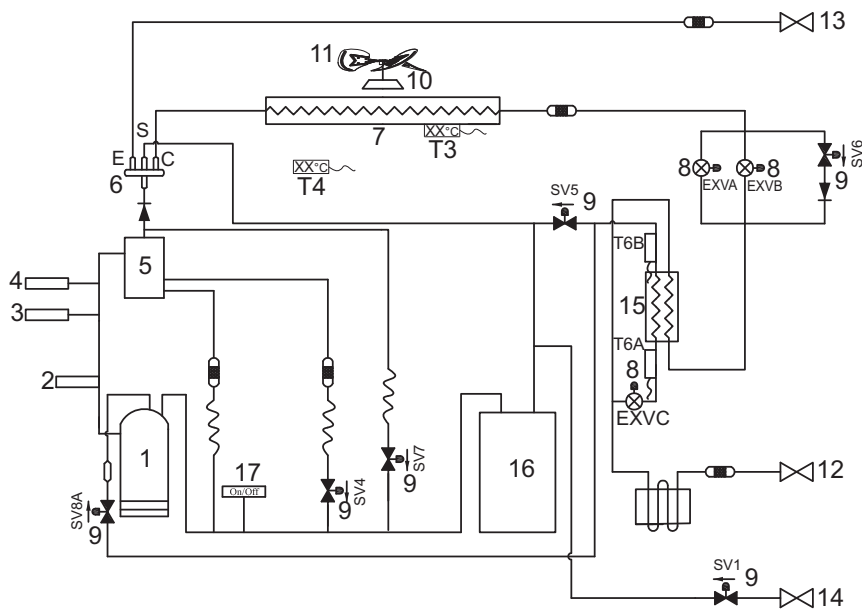 13
11
10
S
7
XX°C
T3
E
C
6
XX°C
T4
8
EXVA
8
EXVB
SV6
9
SV5
9
T6B
4
5
3
15
2
T6A
8
EXVC
1
17
On/Off
SV7
9
SV4
9
16
12
SV8A
9
SV1
9
14